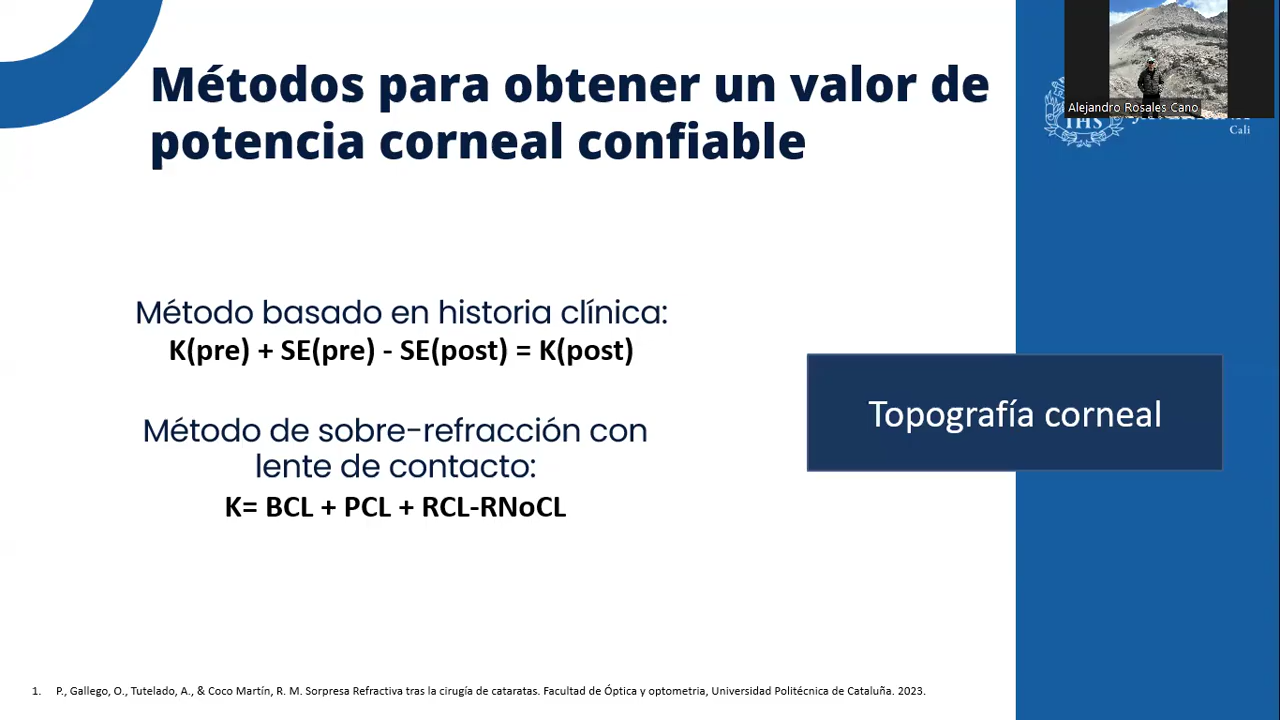 Métodos para obtener un valor de
potencia corneal confiable
Alejandro Rosales Cano
IHS
Cali
Método basado en historia clínica:
K(pre) + SE(pre) - SE(post) = K(post)
Método de sobre-refracción con
lente de contacto:
K= BCL + PCL + RCL-RNoCL
Topografía corneal
1. P., Gallego, O., Tutelado, A., & Coco Martín, R. M. Sorpresa Refractiva tras la cirugía de cataratas. Facultad de Óptica y optometria, Universidad Politécnica de Cataluña. 2023.